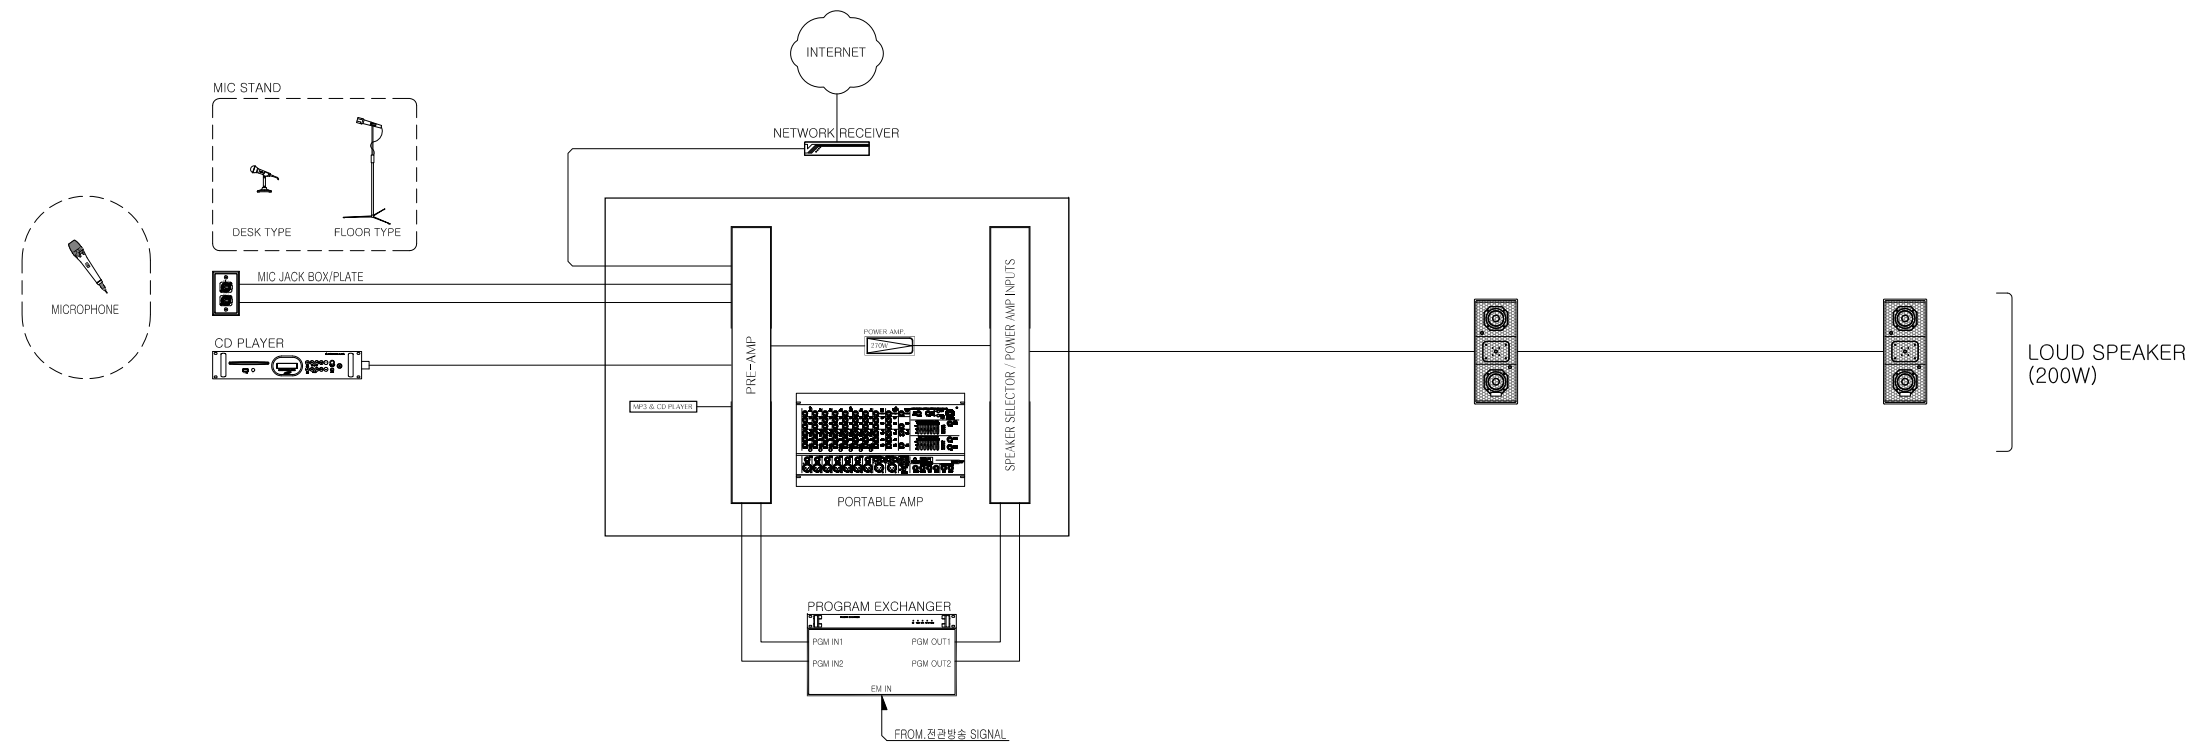 INTERNET
MIC STAND
NETWORK RECEIVER
DESK TYPE
FLOOR TYPE
MIC JACK BOX/PLATE
MICROPHONE
CD PLAYER
PRE-AMP
POWER AMP.
270W
SPEAKER SELECTOR / POWER AMP INPUTS
MP3 & CD PLAYER
PORTABLE AMP
LOUD SPEAKER
(200W)
PROGRAM EXCHANGER
PGM IN1
PGM OUT1
PGM IN2
PGM OUT2
EM IN
FROM.전관방송 SIGNAL